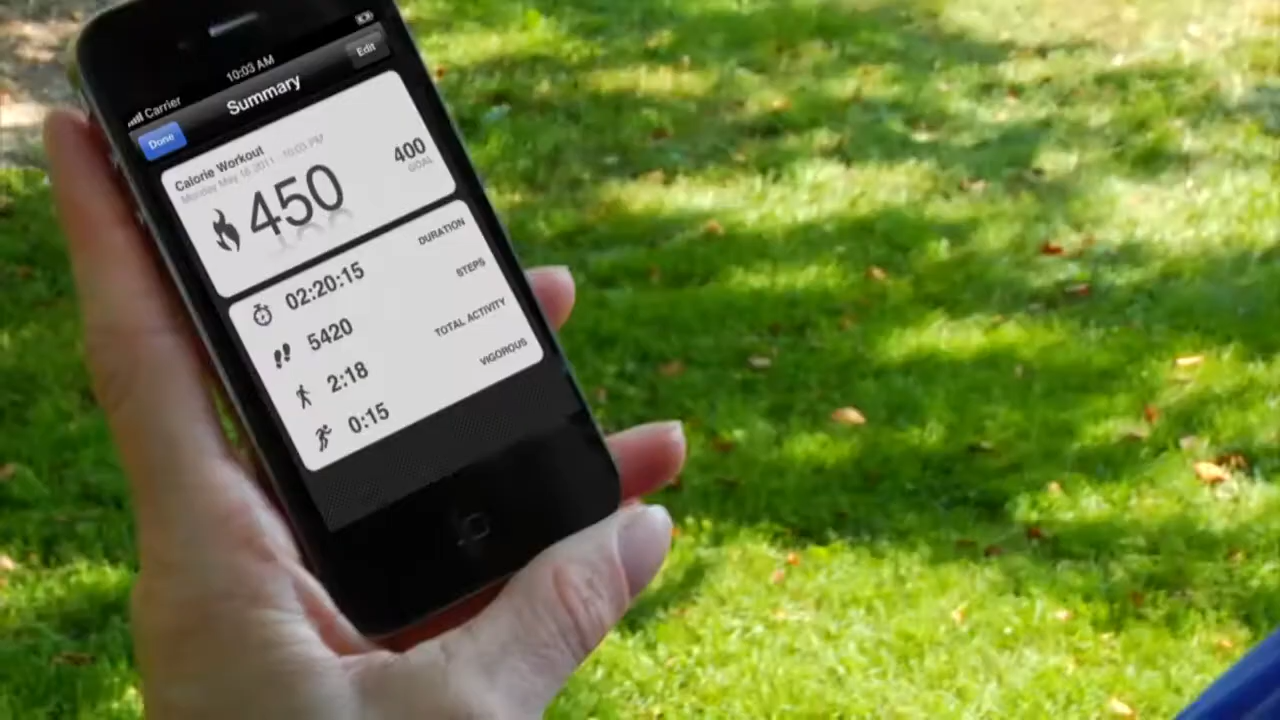 Carrier 10:03 AM
Done Summary Edit
Calorie Workout
Monday May 16 2011 - 10:03 PM
450 400
GOAL
02:20:15 DURATION
5420 STEPS
2:18 TOTAL ACTIVITY
0:15 VIGOROUS